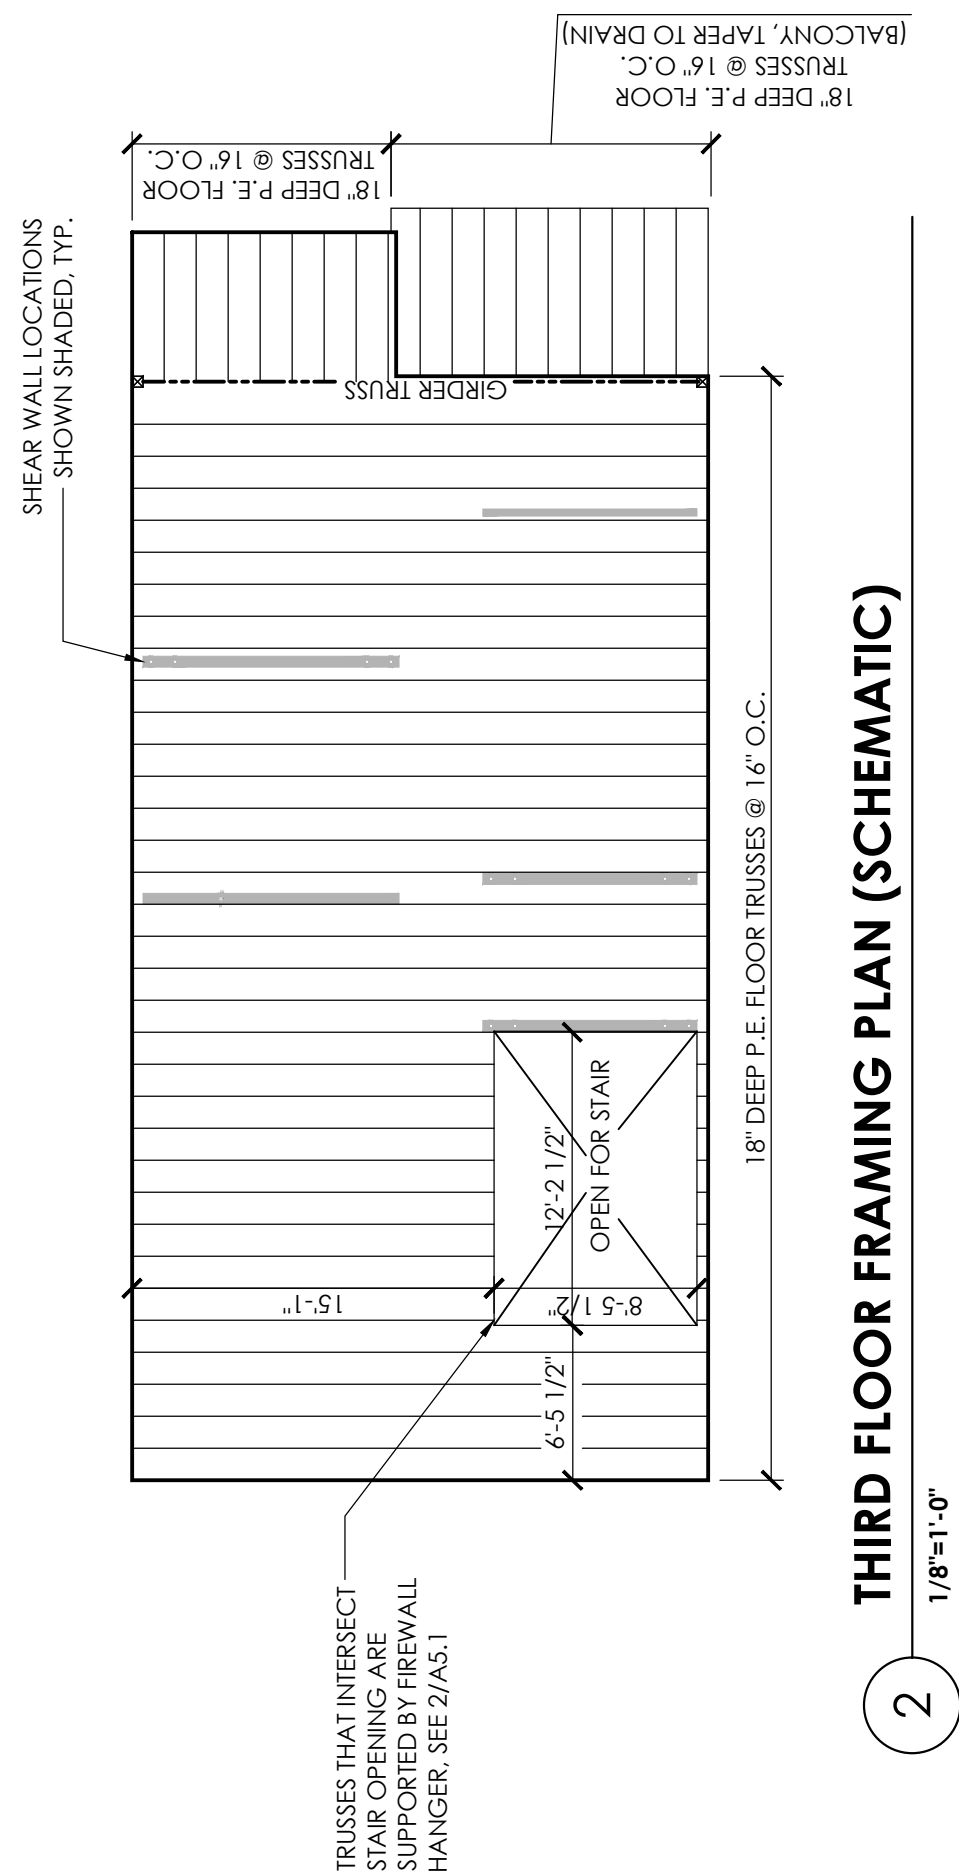 SHEAR WALL LOCATIONS
SHOWN SHADED, TYP.
18" DEEP P.E. FLOOR
TRUSSES @ 16" O.C.
18" DEEP P.E. FLOOR
TRUSSES @ 16" O.C.
(BALCONY, TAPER TO DRAIN)
GIRDER TRUSS
15'-1"
8'-5 1/2"
12'-2 1/2"
OPEN FOR STAIR
6'-5 1/2"
TRUSSES THAT INTERSECT
STAIR OPENING ARE
SUPPORTED BY FIREWALL
HANGER, SEE 2/A5.1
18" DEEP P.E. FLOOR TRUSSES @ 16" O.C.
2
THIRD FLOOR FRAMING PLAN (SCHEMATIC)
1/8"=1'-0"